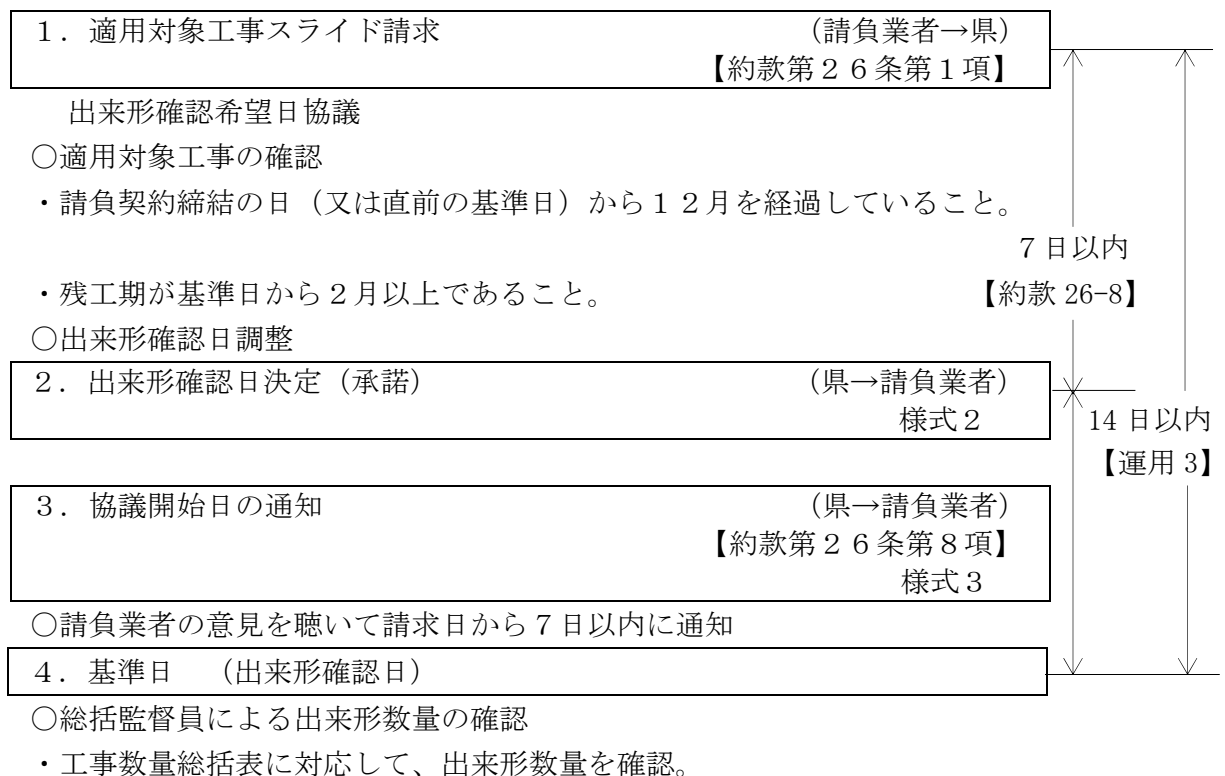 １．適用対象工事スライド請求　（請負業者→県）
【約款第２６条第１項】
出来形確認希望日協議
○適用対象工事の確認
・請負契約締結の日（又は直前の基準日）から１２月を経過していること。
７日以内
・残工期が基準日から２月以上であること。　【約款 26-8】
○出来形確認日調整
２．出来形確認日決定（承諾）　（県→請負業者）
様式２　14 日以内
【運用 3】
３．協議開始日の通知　（県→請負業者）
【約款第２６条第８項】
様式３
○請負業者の意見を聴いて請求日から７日以内に通知
４．基準日　（出来形確認日）
○総括監督員による出来形数量の確認
・工事数量総括表に対応して、出来形数量を確認。